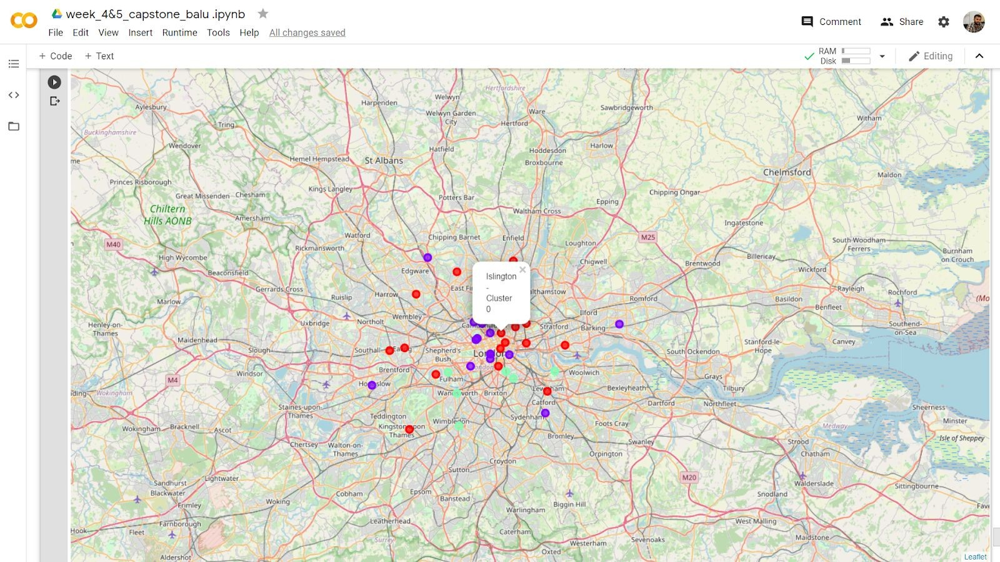 week_4&5_capstone_balu .ipynb
File Edit View Insert Runtime Tools Help All changes saved
Comment Share
+ Code + Text
RAM
Disk
Editing
Hertfordshire
Welwyn
Harpenden
Aylesbury
Sawbridgeworth
Ware
Welwyn Garden
City
Witham
Tring
Hertford
Buckinghamshire
Wendover
Hatfield
Hoddesdon
Harlow
Hemel Hempstead
St Albans
Broxbourne
me
Chelmsford
Maldon
Princes Risborough
Kings Langley
Chipping Ongar
Great Missenden Chesham
Potters Bar
Epping
Chiltern
Hills AONB
Waltham Cross
Amersham
Ingatestone
Watford
Chipping Barnet
Enfield
M25
South Woodham
Ferrers
M40
Rickmansworth
Loughton
High Wycombe
Burnham
on Crouch
Billericay
Chigwell
Brentwood
Beaconsfield
Edgware
Wickford
Islington
-
Cluster
0
×
Gerrards Cross
Harrow
East Fin
althamstow
Rayleigh
Rochford
Marlow
Ruislip
Romford
Basildon
Benfleet
(Mo
Wembley
Ilford
Henley-on-
Thames
Uxbridge
Northolt
Stratford
Barking
Southend-
on-Sea
Maidenhead
Stanford-le-
Hope
Canvey
Slough
Southall
Shepherd's
Bush
London
South Ockendon
Windsor
Brentford
Fulham
Woolwich
Grays
M4
Hounslow
Tilbury
iding
Wokingham
Wandsworth
Brixton
Lewisham
Bexleyheath
Catford
Dartford
Northfleet
Staines-upon-
Thames
Sheerness
Teddington
Sydenham
Wimbledon
Foots Cray
Minster
Kingston upon
Thames
Wokingham
Bracknell
Ascot
Medway
Bromley
Isle of Sheppey
Chertsey
Walton-on-
Thames
Swanley
Strood
Orpington
Chatham
Croydon
Sutton
M20
Lightwater
Sandhurst
Walderslade
Sittingbourne
Blackwater
Cobham
Epsom
Snodland
Banstead
Woking
Biggin Hill
Frimley
Fave
Warlingham
Leatherhead
West Malling
Farnborough
Hook
Fleet
Caterham
Surrey
Sevenoaks
Maidstone
Westerham
Oxted
Aldershot
Leaflet